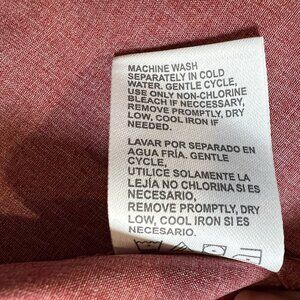 MACHINE WASH
SEPARATELY IN COLD
WATER. GENTLE CYCLE,
USE ONLY NON-CHLORINE
BLEACH IF NECCESSARY,
REMOVE PROMPTLY, DRY
LOW, COOL IRON IF
NEEDED.
LAVAR POR SEPARADO EN
AGUA FRÍA. GENTLE
CYCLE,
UTILICE SOLAMENTE LA
LEJÍA NO CLORINA SI ES
NECESARIO,
REMOVE PROMPTLY, DRY
LOW, COOL IRON SI ES
NECESARIO.